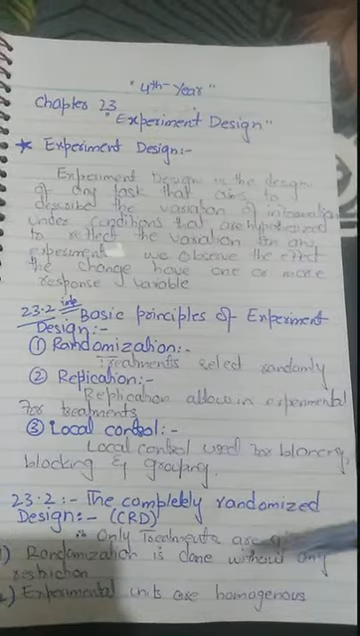 "4th-Year"
Chapter 23
"Experiment Design"
* Experiment Design:-
Experiment Design is the design
of any task that aims to
describe the variation of information
under conditions that are hypothesized
to reflect the variation. In any
experiment we observe the effect
the change have one or more
response variable
23.2 Basic principles of Experiment
Design:-
① Randomization:-
Treatments select randomly
② Replication:-
Replication allow in experimental
for treatments
③ Local control:-
Local control used for
blocking & grouping.
23.2:- The completely randomized
Design:- (CRD)
Only Treatments are
1) Randomization is done without any
restriction
2) Experimental units are homogenous